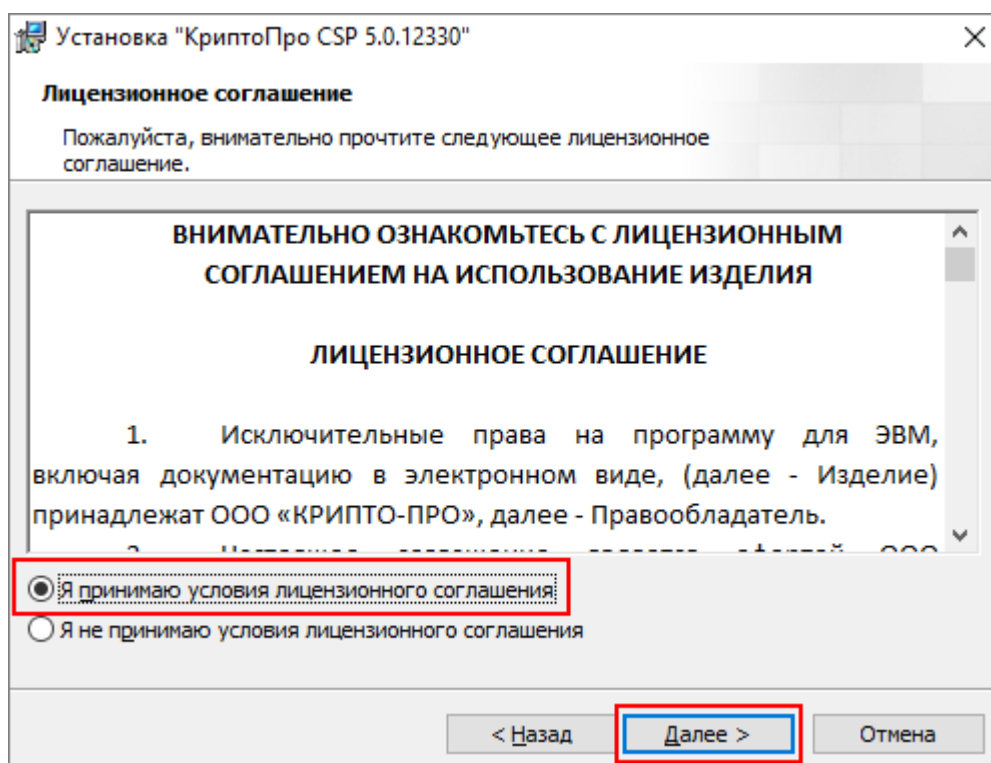 Установка "КриптоПро CSP 5.0.12330"
Лицензионное соглашение
Пожалуйста, внимательно прочтите следующее лицензионное
соглашение.
ВНИМАТЕЛЬНО ОЗНАКОМЬТЕСЬ С ЛИЦЕНЗИОННЫМ
СОГЛАШЕНИЕМ НА ИСПОЛЬЗОВАНИЕ ИЗДЕЛИЯ
ЛИЦЕНЗИОННОЕ СОГЛАШЕНИЕ
1. Исключительные права на программу для ЭВМ,
включая документацию в электронном виде, (далее - Изделие)
принадлежат ООО «КРИПТО-ПРО», далее - Правообладатель.
Я принимаю условия лицензионного соглашения
Я не принимаю условия лицензионного соглашения
< Назад Далее > Отмена